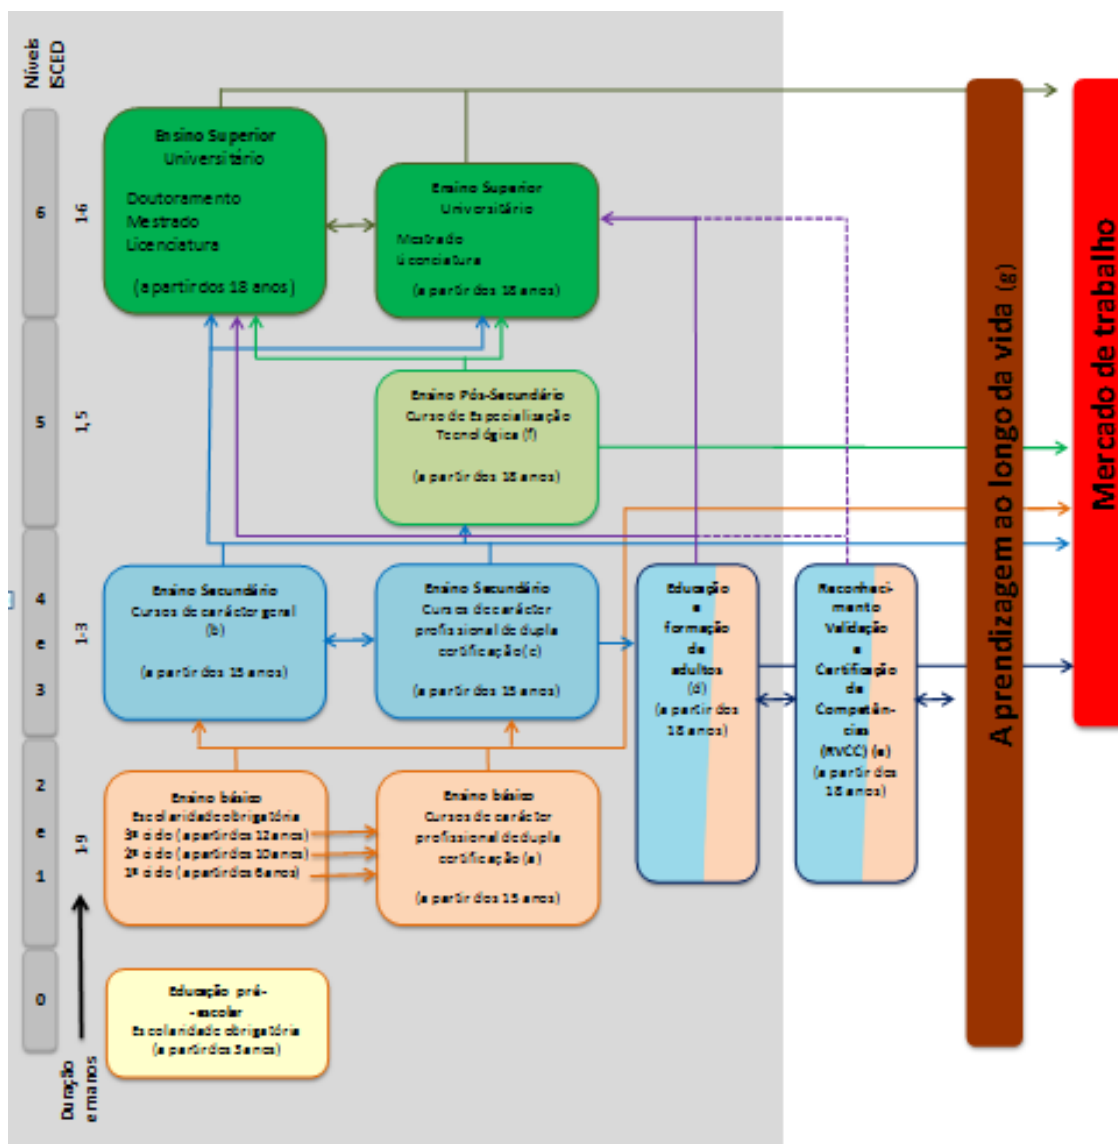 Níveis
ISCED
6
1-6
5
1,5
4
e
3
1-3
2
e
1
1-9
0
Duração
em anos
Ensino Superior
Universitário
Doutoramento
Mestrado
Licenciatura
(a partir dos 18 anos)
Ensino Superior
Universitário
Mestrado
Licenciatura
(a partir dos 18 anos)
Ensino Pós-Secundário
Curso de Especialização
Tecnológica (f)
(a partir dos 18 anos)
Ensino Secundário
Cursos de carácter geral
(b)
(a partir dos 15 anos)
Ensino Secundário
Cursos de carácter
profissional de dupla
certificação (c)
(a partir dos 15 anos)
Educação
e
formação
de
adultos
(d)
(a partir dos
18 anos)
Reconheci-
mento
Validação
e
Certificação
de
Competên-
cias
(RVCC) (e)
(a partir dos
18 anos)
Ensino básico
Escolaridade obrigatória
3º ciclo (a partir dos 12 anos)
2º ciclo (a partir dos 10 anos)
1º ciclo (a partir dos 6 anos)
Ensino básico
Cursos de carácter
profissional de dupla
certificação (a)
(a partir dos 15 anos)
Educação pré-
-escolar
Escolaridade obrigatória
(a partir dos 3 anos)
Aprendizagem ao longo da vida (g)
Mercado de trabalho